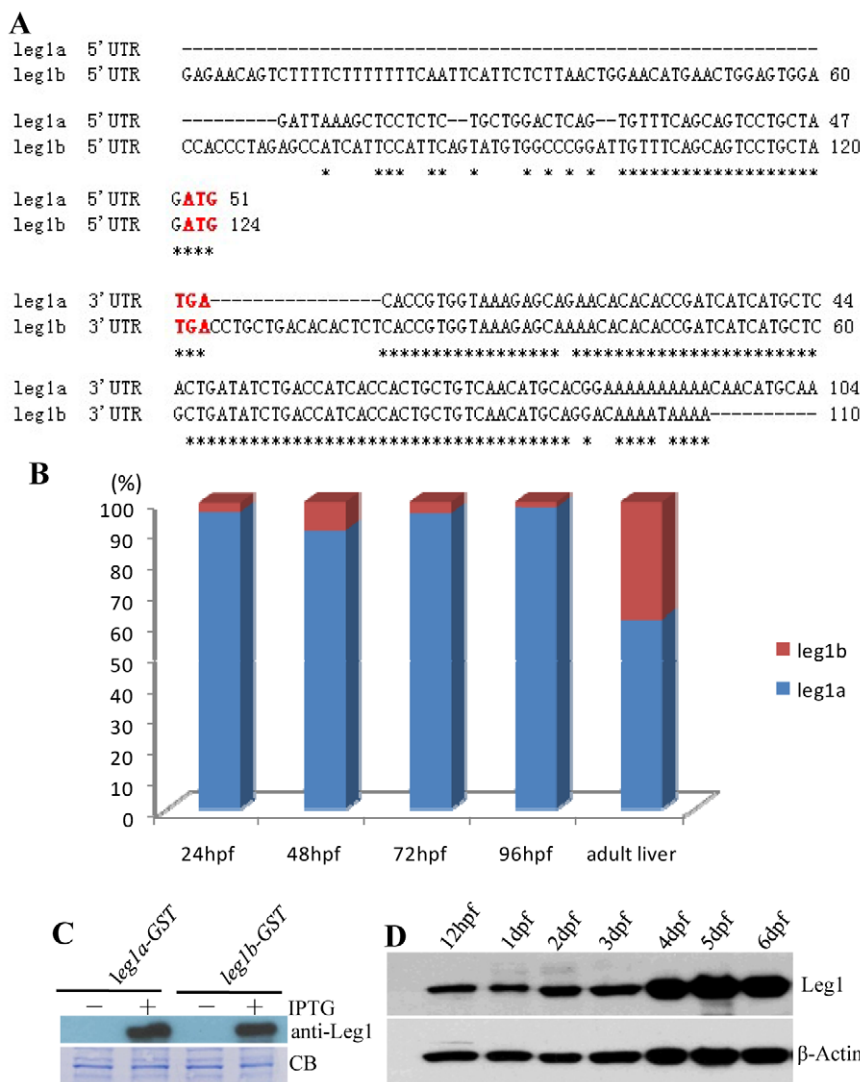 A
leg1a 5'UTR ------------------------------------------------------------
leg1b 5'UTR GAGAACAGTCTTTTCTTTTTTTCAATTCATTCTCTTAACTGGAACATGAACTGGAGTGGA 60
leg1a 5'UTR ---------GATTAAAGCTCCTCTC--TGCTGGACTCAG--TGTTTCAGCAGTCCTGCTA 47
leg1b 5'UTR CCACCCTAGAGCCATCATTCCATTCAGTATGTGGCCCGGATTGTTTCAGCAGTCCTGCTA 120
* *** ** * * * * * *******************
leg1a 5'UTR GATG 51
leg1b 5'UTR GATG 124
****
leg1a 3'UTR TGA----------------CACCGTGGTAAAGAGCAGAACACACACCGATCATCATGCTC 44
leg1b 3'UTR TGACCTGCTGACACACTCTCACCGTGGTAAAGAGCAAAACACACACCGATCATCATGCTC 60
*** ***************** ***********************
leg1a 3'UTR ACTGATATCTGACCATCACCACTGCTGTCAACATGCACGGAAAAAAAAAACAACATGCAA 104
leg1b 3'UTR GCTGATATCTGACCATCACCACTGCTGTCAACATGCAGGACAAAATAAAA---------- 110
************************************ * **** ****
B
(%)
100
90
80
70
60
50
40
30
20
10
0
24hpf 48hpf 72hpf 96hpf adult liver
leg1b
leg1a
C
leg1a-GST leg1b-GST
− + − + IPTG
anti-Leg1
CB
D
12hpf 1dpf 2dpf 3dpf 4dpf 5dpf 6dpf
Leg1
β-Actin